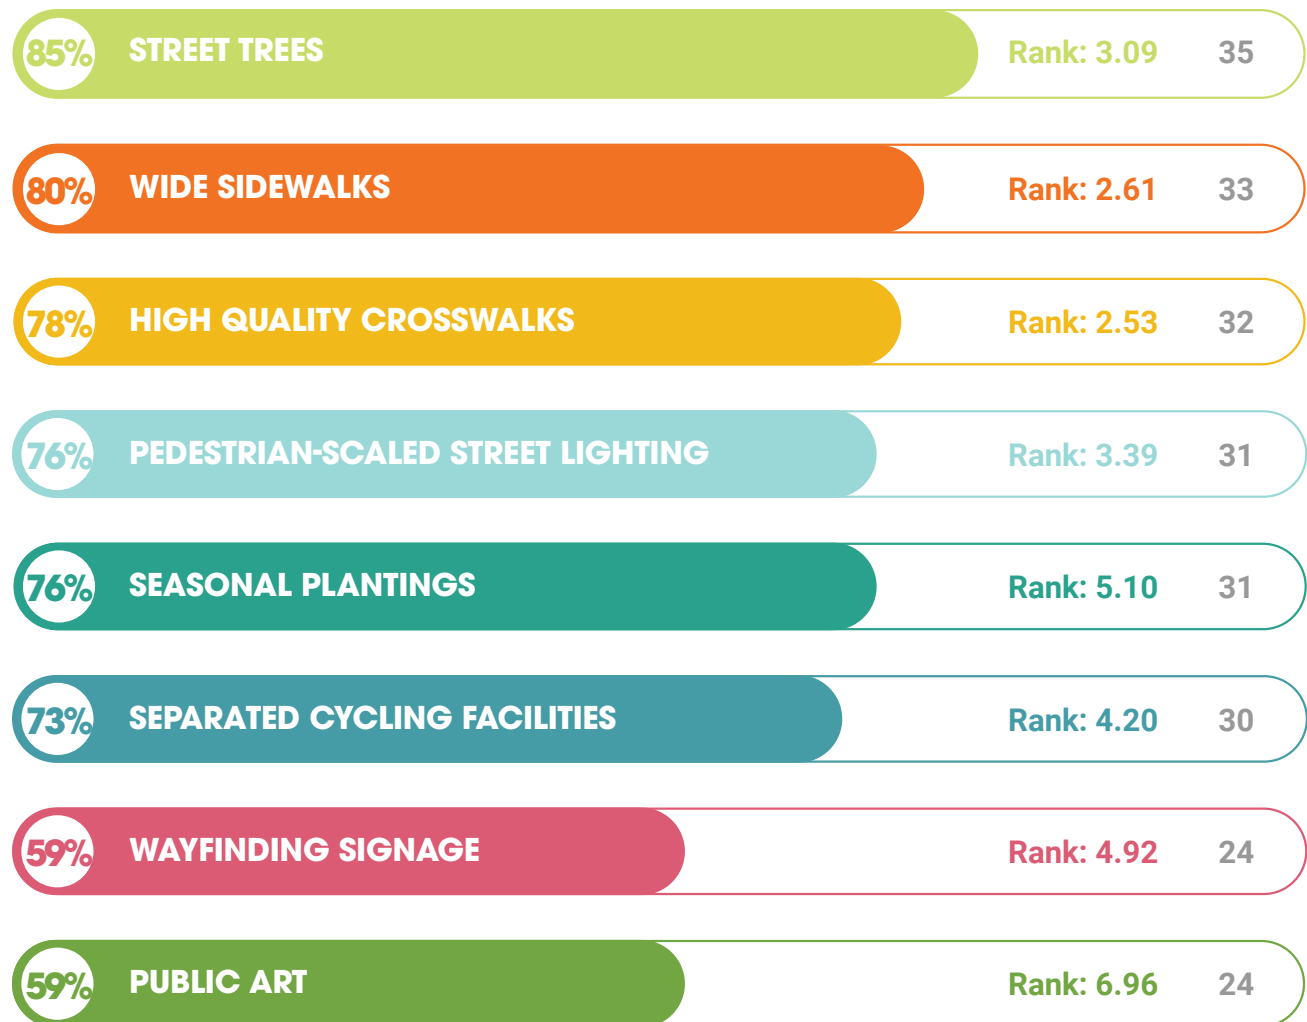 85% STREET TREES Rank: 3.09 35
80% WIDE SIDEWALKS Rank: 2.61 33
78% HIGH QUALITY CROSSWALKS Rank: 2.53 32
76% PEDESTRIAN-SCALED STREET LIGHTING Rank: 3.39 31
76% SEASONAL PLANTINGS Rank: 5.10 31
73% SEPARATED CYCLING FACILITIES Rank: 4.20 30
59% WAYFINDING SIGNAGE Rank: 4.92 24
59% PUBLIC ART Rank: 6.96 24